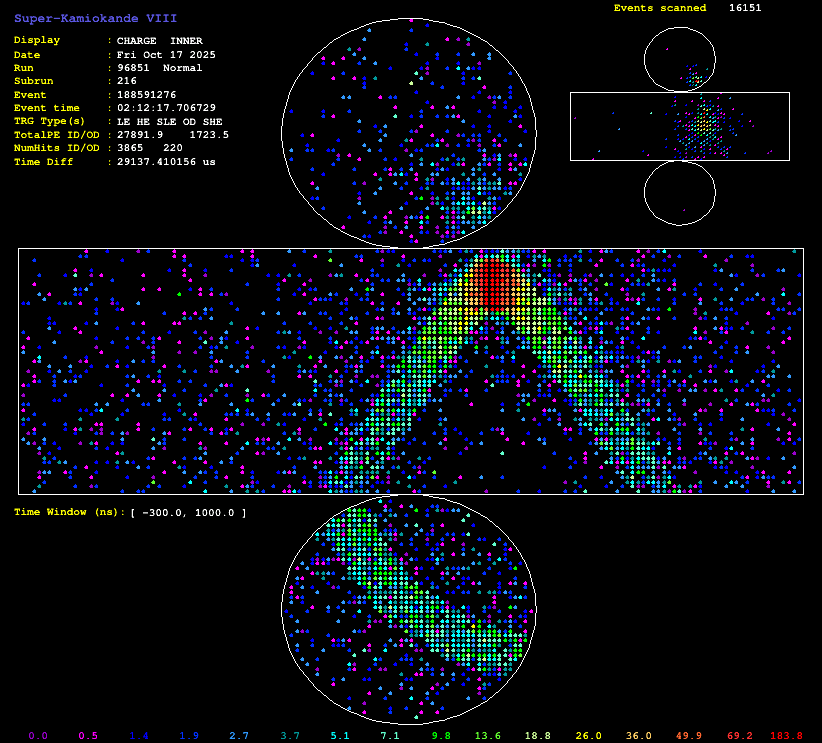 Super-Kamiokande VIII
Events scanned 16151
Display : CHARGE INNER
Date : Fri Oct 17 2025
Run : 96851 Normal
Subrun : 216
Event : 188591276
Event time : 02:12:17.706729
TRG Type(s) : LE HE SLE OD SHE
TotalPE ID/OD : 27891.9 1723.5
NumHits ID/OD : 3865 220
Time Diff : 29137.410156 us
Time Window (ns): [ -300.0, 1000.0 ]
0.0 0.5 1.4 1.9 2.7 3.7 5.1 7.1 9.8 13.6 18.8 26.0 36.0 49.9 69.2 183.8